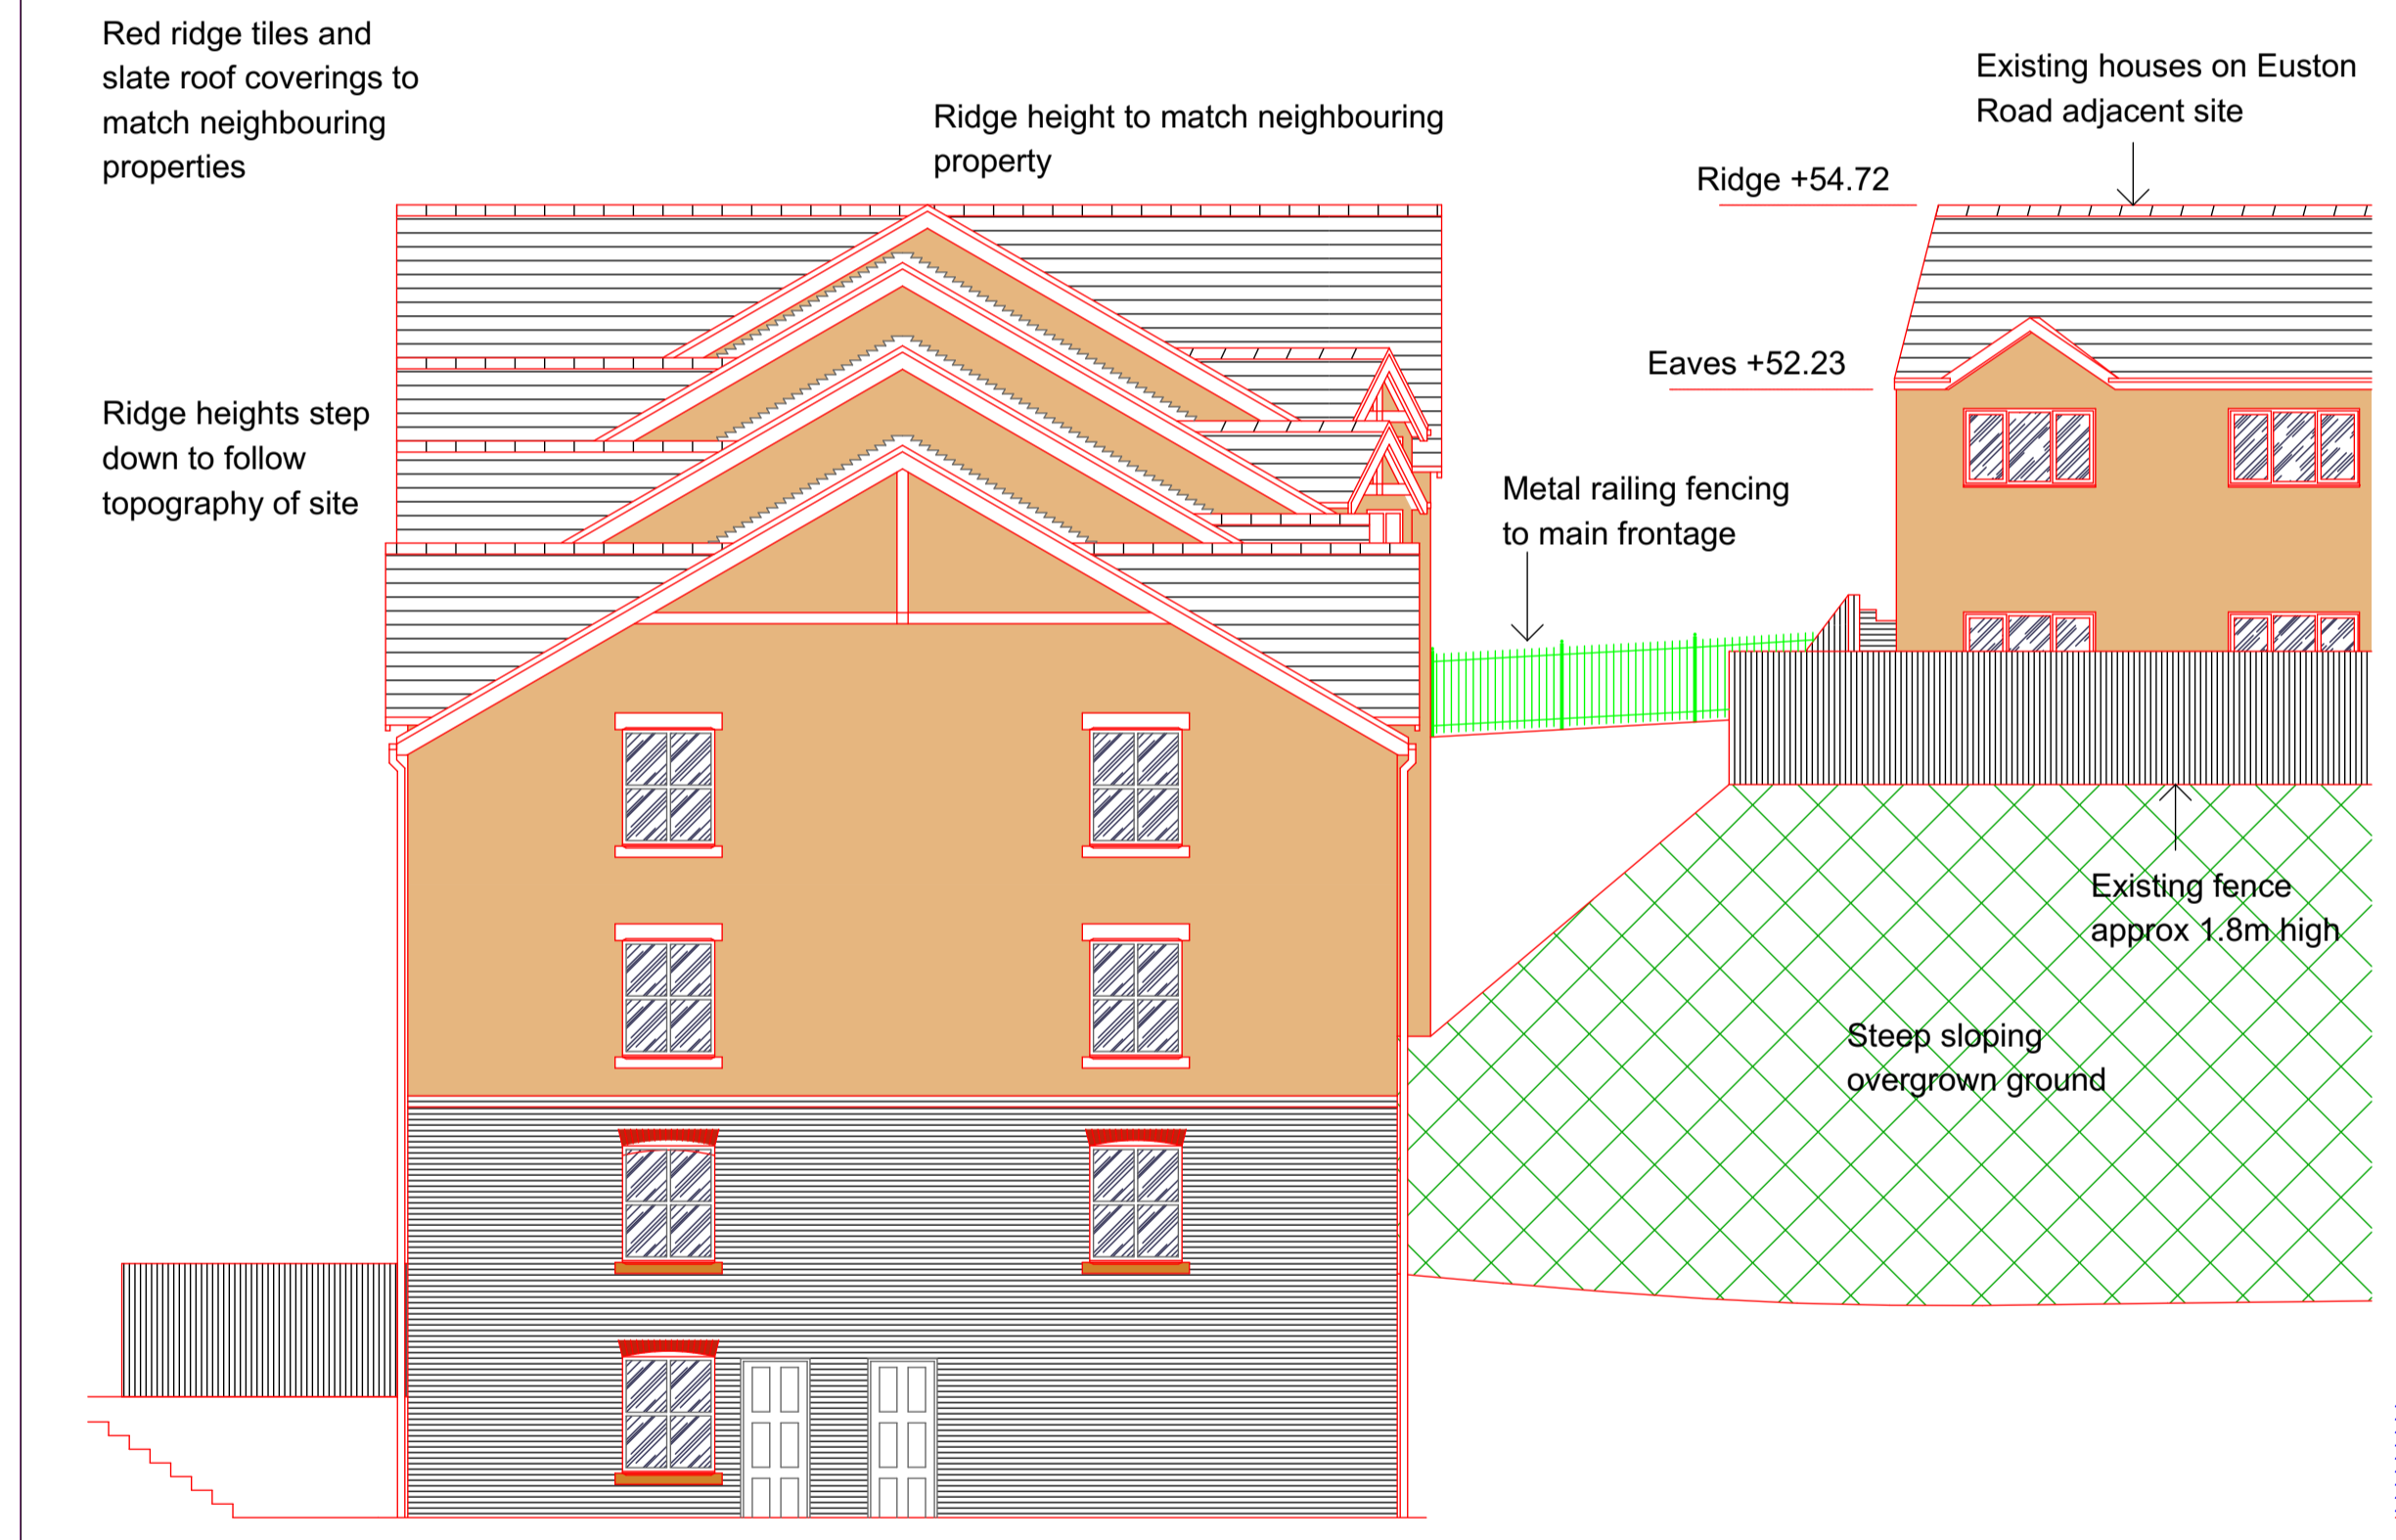 Red ridge tiles and
slate roof coverings to
match neighbouring
properties
Ridge height to match neighbouring
property
Existing houses on Euston
Road adjacent site
Ridge +54.72
Eaves +52.23
Ridge heights step
down to follow
topography of site
Metal railing fencing
to main frontage
Existing fence
approx 1.8m high
Steep sloping
overgrown ground